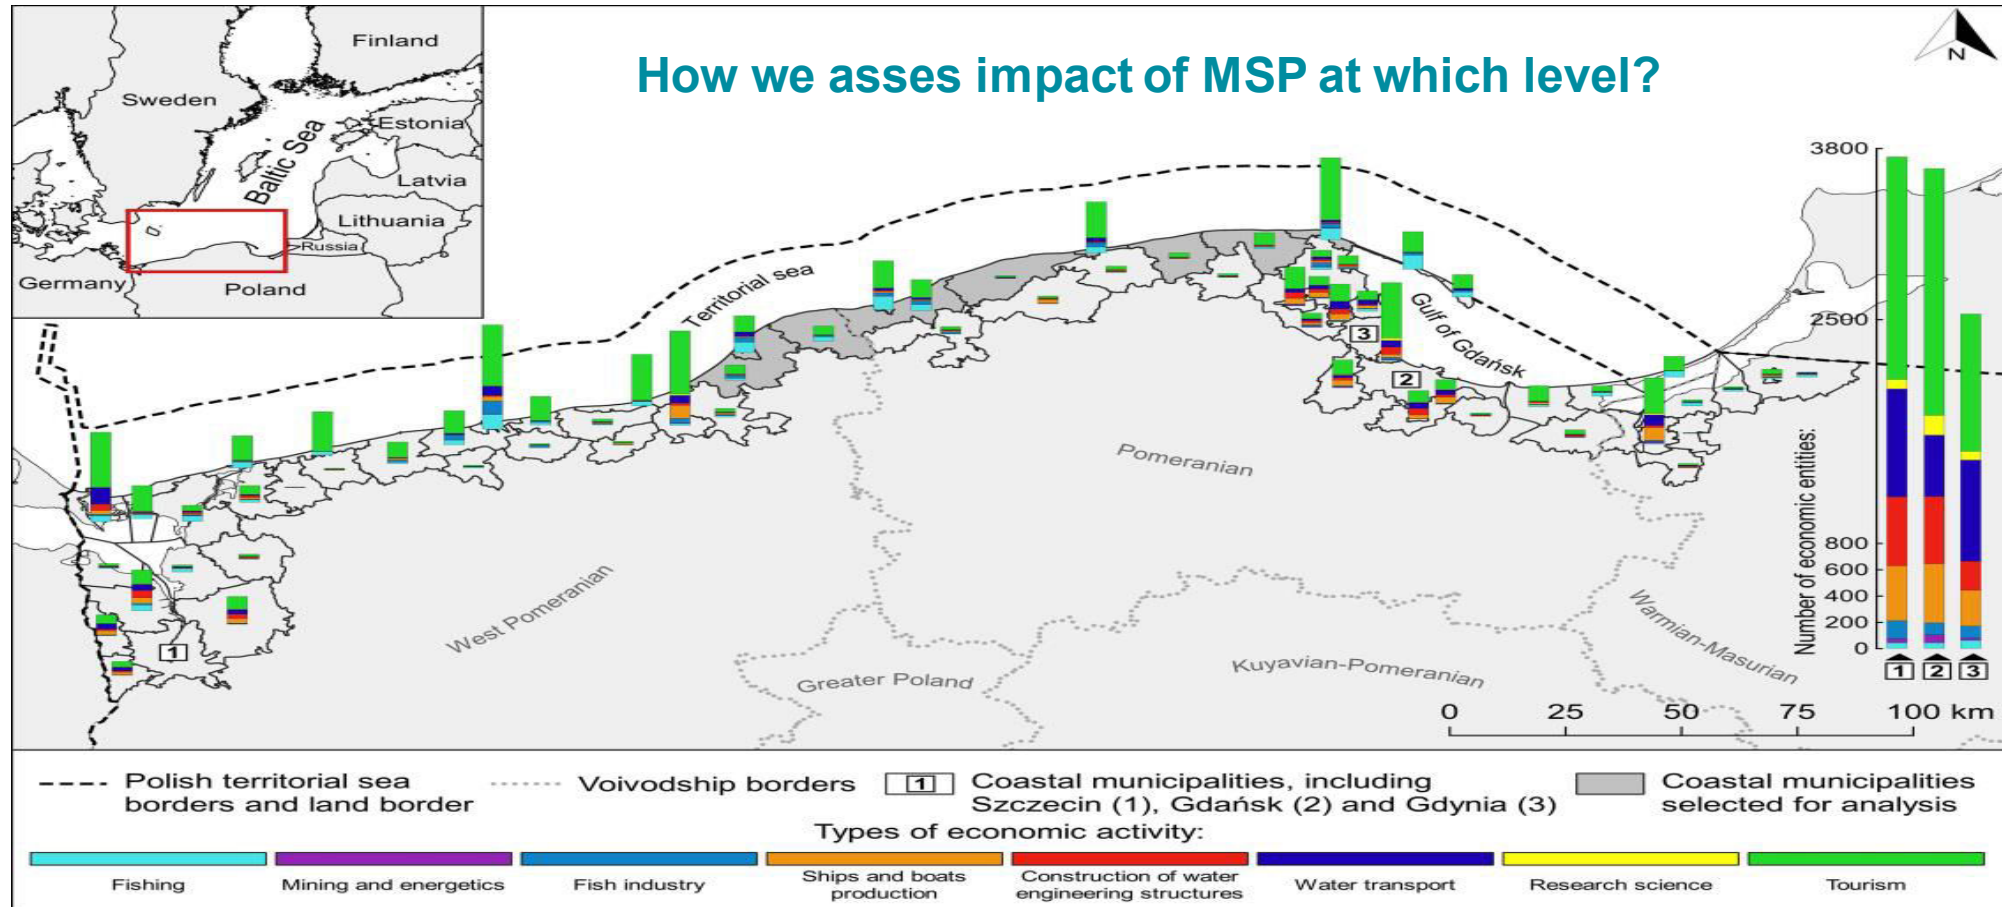 How we asses impact of MSP at which level?
N
Finland
Sweden
Estonia
Baltic Sea
Latvia
Lithuania
Russia
Germany
Poland
Territorial sea
Gulf of Gdańsk
3
2
1
Pomeranian
West Pomeranian
Greater Poland
Kuyavian-Pomeranian
Warmian-Masurian
Number of economic entities:
3800
2500
800
600
400
200
0
1 2 3
0 25 50 75 100 km
Polish territorial sea
borders and land border
Voivodship borders
1
Coastal municipalities, including
Szczecin (1), Gdańsk (2) and Gdynia (3)
Coastal municipalities
selected for analysis
Types of economic activity:
Fishing
Mining and energetics
Fish industry
Ships and boats
production
Construction of water
engineering structures
Water transport
Research science
Tourism